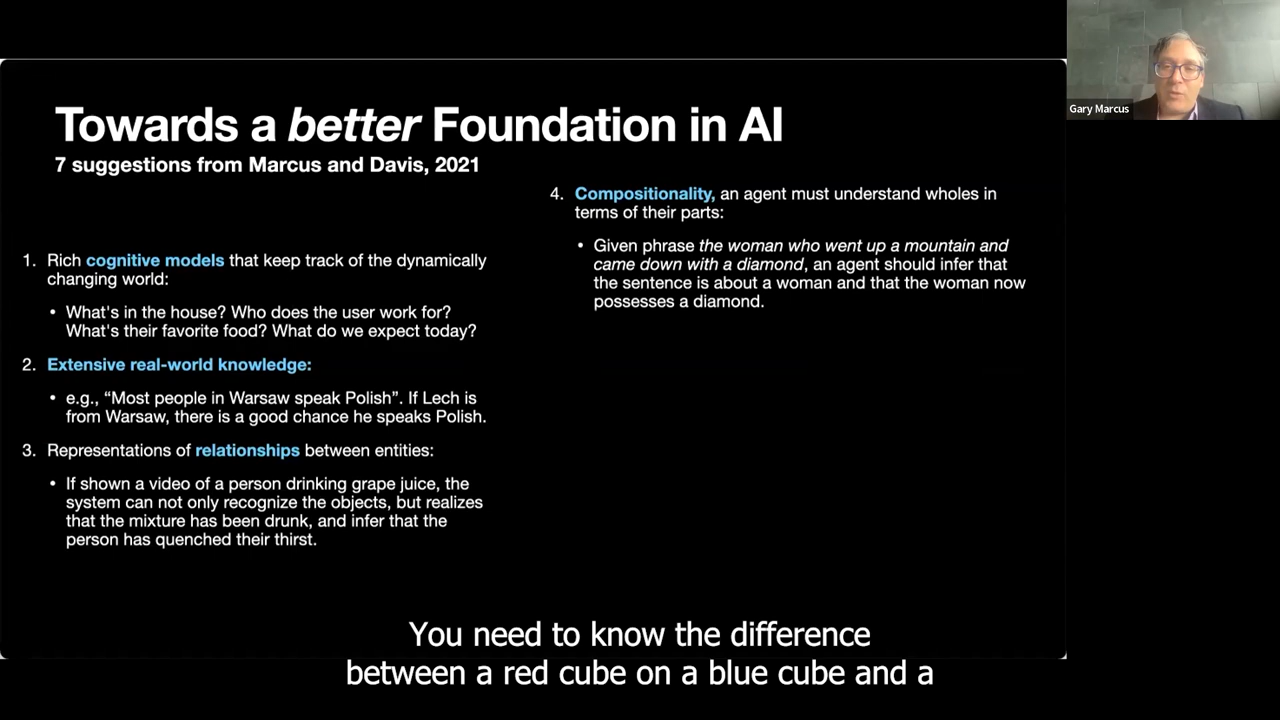 Towards a better Foundation in AI
7 suggestions from Marcus and Davis, 2021
1. Rich cognitive models that keep track of the dynamically
changing world:
• What's in the house? Who does the user work for?
What's their favorite food? What do we expect today?
2. Extensive real-world knowledge:
• e.g., “Most people in Warsaw speak Polish”. If Lech is
from Warsaw, there is a good chance he speaks Polish.
3. Representations of relationships between entities:
• If shown a video of a person drinking grape juice, the
system can not only recognize the objects, but realizes
that the mixture has been drunk, and infer that the
person has quenched their thirst.
4. Compositionality, an agent must understand wholes in
terms of their parts:
• Given phrase the woman who went up a mountain and
came down with a diamond, an agent should infer that
the sentence is about a woman and that the woman now
possesses a diamond.
Gary Marcus
You need to know the difference
between a red cube on a blue cube and a